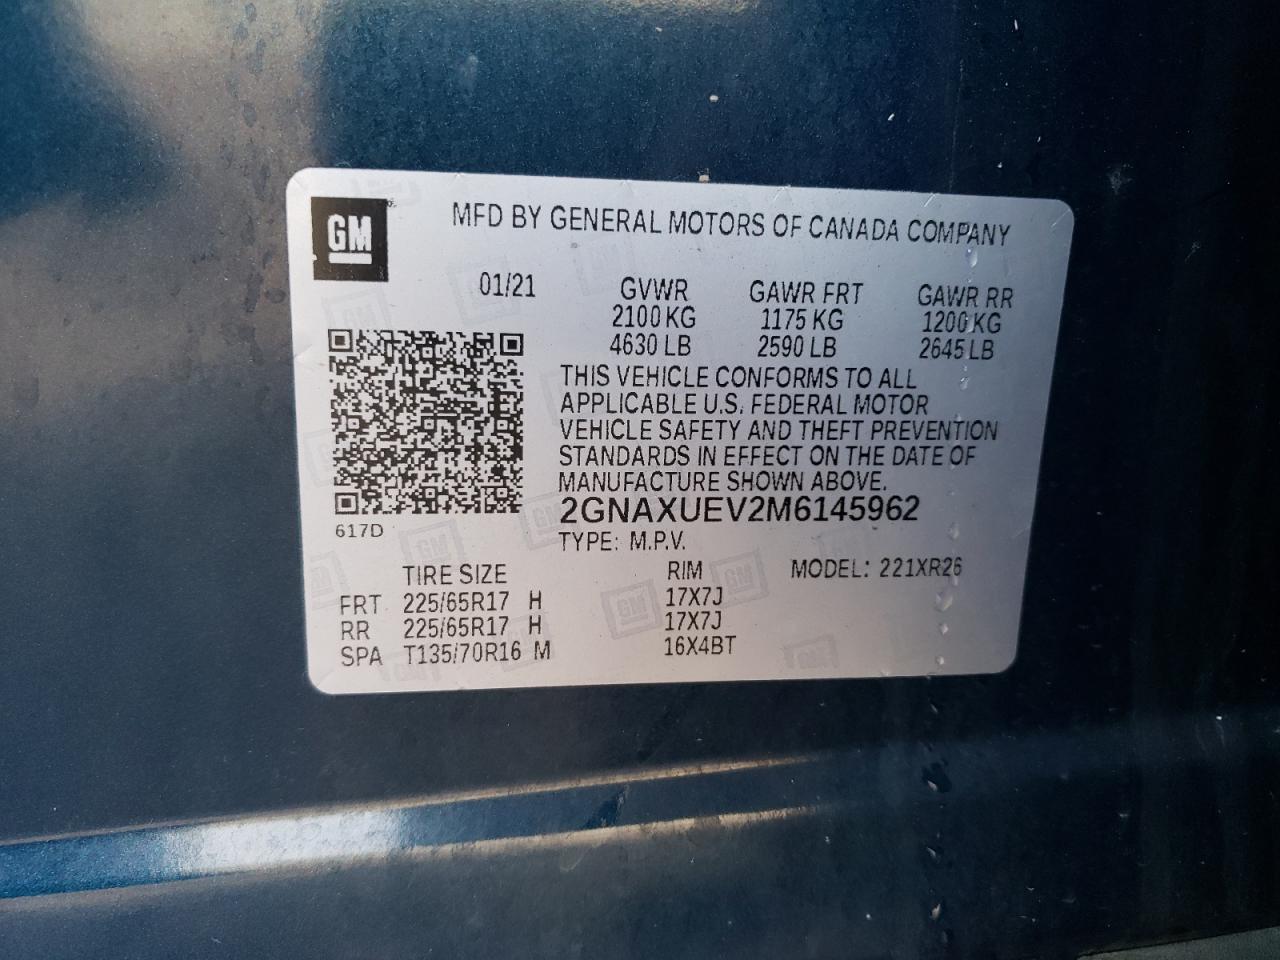 GM
MFD BY GENERAL MOTORS OF CANADA COMPANY
01/21 GVWR GAWR FRT GAWR RR
2100 KG 1175 KG 1200 KG
4630 LB 2590 LB 2645 LB
THIS VEHICLE CONFORMS TO ALL
APPLICABLE U.S. FEDERAL MOTOR
VEHICLE SAFETY AND THEFT PREVENTION
STANDARDS IN EFFECT ON THE DATE OF
MANUFACTURE SHOWN ABOVE.
2GNAXUEV2M6145962
617D
TYPE: M.P.V.
TIRE SIZE RIM MODEL: 221XR26
FRT 225/65R17 H 17X7J
RR 225/65R17 H 17X7J
SPA T135/70R16 M 16X4BT